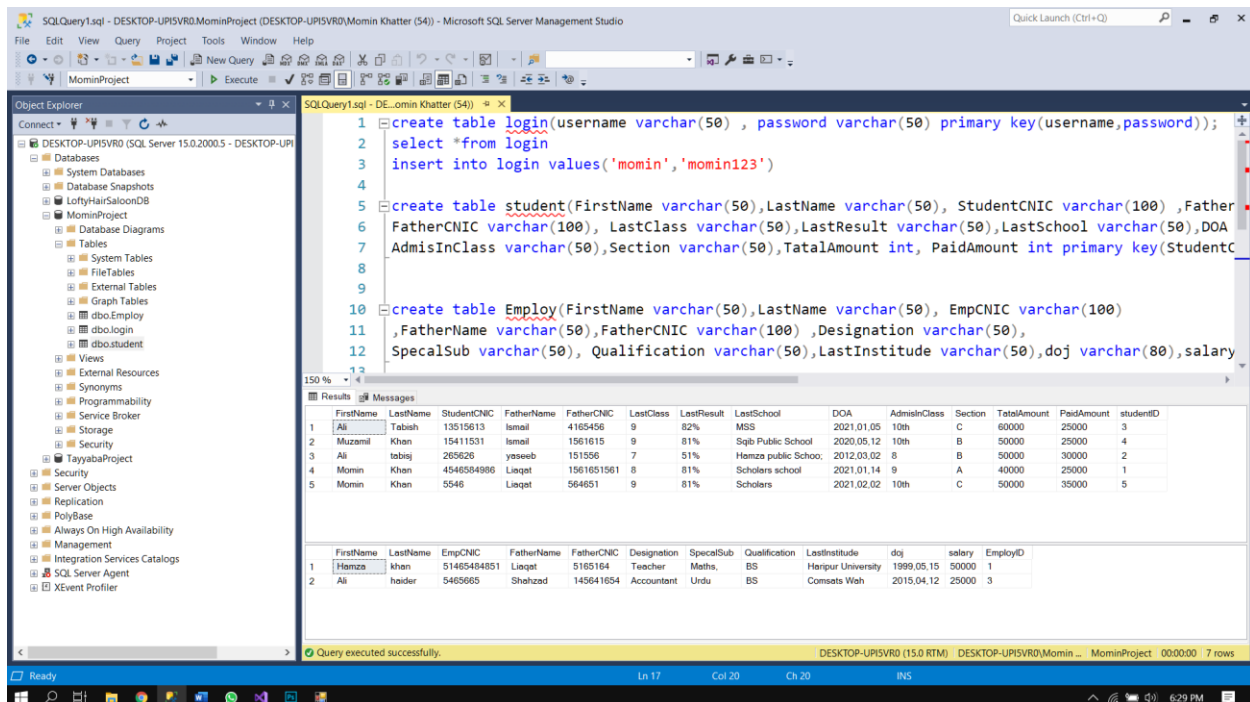 SQLQuery1.sql - DESKTOP-UPI5VR0.MominProject (DESKTOP-UPI5VR0\Momin Khatter (54)) - Microsoft SQL Server Management Studio
Quick Launch (Ctrl+Q)
File Edit View Query Project Tools Window Help
New Query
MominProject Execute
Object Explorer
Connect
DESKTOP-UPI5VR0 (SQL Server 15.0.2000.5 - DESKTOP-UPI
Databases
System Databases
Database Snapshots
LoftyHairSaloonDB
MominProject
Database Diagrams
Tables
System Tables
FileTables
External Tables
Graph Tables
dbo.Employ
dbo.login
dbo.student
Views
External Resources
Synonyms
Programmability
Service Broker
Storage
Security
TayyabaProject
Security
Server Objects
Replication
PolyBase
Always On High Availability
Management
Integration Services Catalogs
SQL Server Agent
XEvent Profiler
SQLQuery1.sql - DE...omin Khatter (54))
1 create table login(username varchar(50) , password varchar(50) primary key(username,password));
2 select *from login
3 insert into login values('momin','momin123')
4
5 create table student(FirstName varchar(50),LastName varchar(50), StudentCNIC varchar(100) ,Father
6 FatherCNIC varchar(100), LastClass varchar(50),LastResult varchar(50),LastSchool varchar(50),DOA
7 AdmisInClass varchar(50),Section varchar(50),TatalAmount int, PaidAmount int primary key(StudentC
8
9
10 create table Employ(FirstName varchar(50),LastName varchar(50), EmpCNIC varchar(100)
11 ,FatherName varchar(50),FatherCNIC varchar(100) ,Designation varchar(50),
12 SpecalSub varchar(50), Qualification varchar(50),LastInstitude varchar(50),doj varchar(80),salary
13
150 %
Results Messages
FirstName LastName StudentCNIC FatherName FatherCNIC LastClass LastResult LastSchool DOA AdmisInClass Section TatalAmount PaidAmount studentID
1 Ali Tabish 13515613 Ismail 4165456 9 82% MSS 2021,01,05 10th C 60000 25000 3
2 Muzamil Khan 15411531 Ismail 1561615 9 81% Sqib Public School 2020,05,12 10th B 50000 25000 4
3 Ali tabisj 265626 yaseeb 151556 7 51% Hamza public Schoo; 2012,03,02 8 B 50000 30000 2
4 Momin Khan 4546584986 Liaqat 1561651561 8 81% Scholars school 2021,01,14 9 A 40000 25000 1
5 Momin Khan 5546 Liaqat 564651 9 81% Scholars 2021,02,02 10th C 50000 35000 5
FirstName LastName EmpCNIC FatherName FatherCNIC Designation SpecalSub Qualification LastInstitude doj salary EmployID
1 Hamza khan 51465484851 Liaqat 5165164 Teacher Maths, BS Haripur University 1999,05,15 50000 1
2 Ali haider 5465665 Shahzad 145641654 Accountant Urdu BS Comsats Wah 2015,04,12 25000 3
Query executed successfully. DESKTOP-UPI5VR0 (15.0 RTM) DESKTOP-UPI5VR0\Momin ... MominProject 00:00:00 7 rows
Ready Ln 17 Col 20 Ch 20 INS
6:29 PM